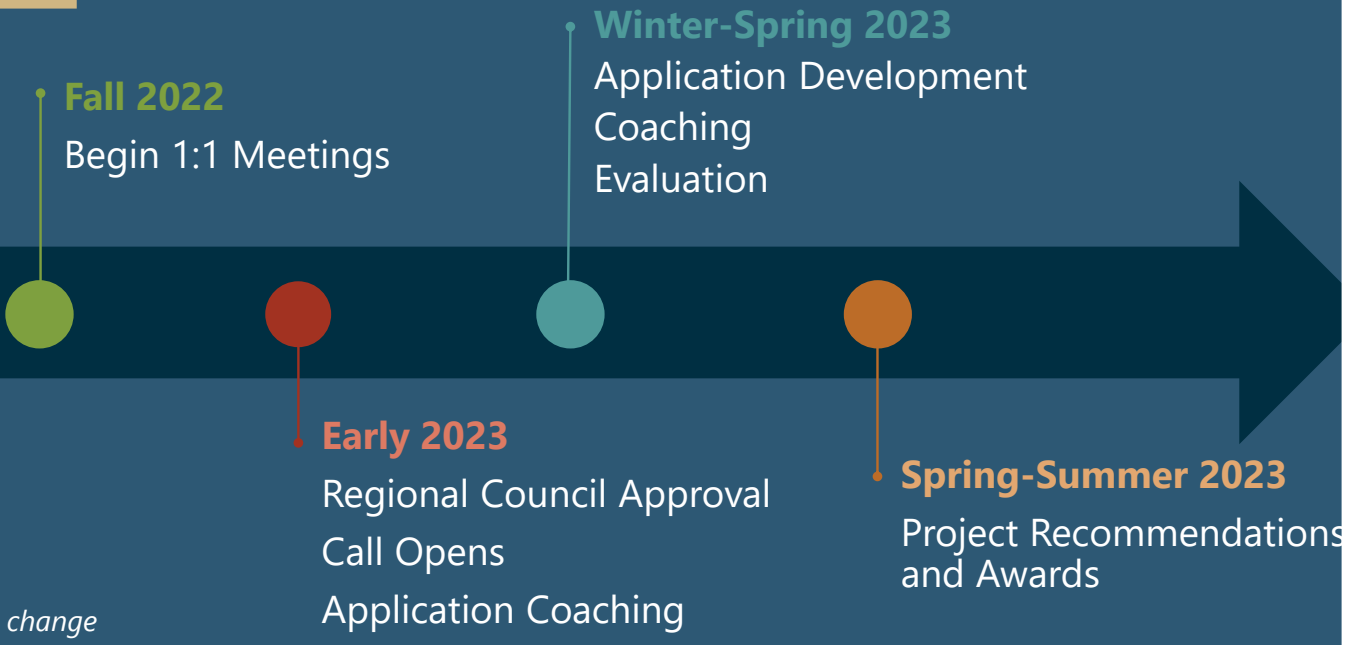 Fall 2022
Begin 1:1 Meetings
Early 2023
Regional Council Approval
Call Opens
Application Coaching
Winter-Spring 2023
Application Development
Coaching
Evaluation
Spring-Summer 2023
Project Recommendations
and Awards
change